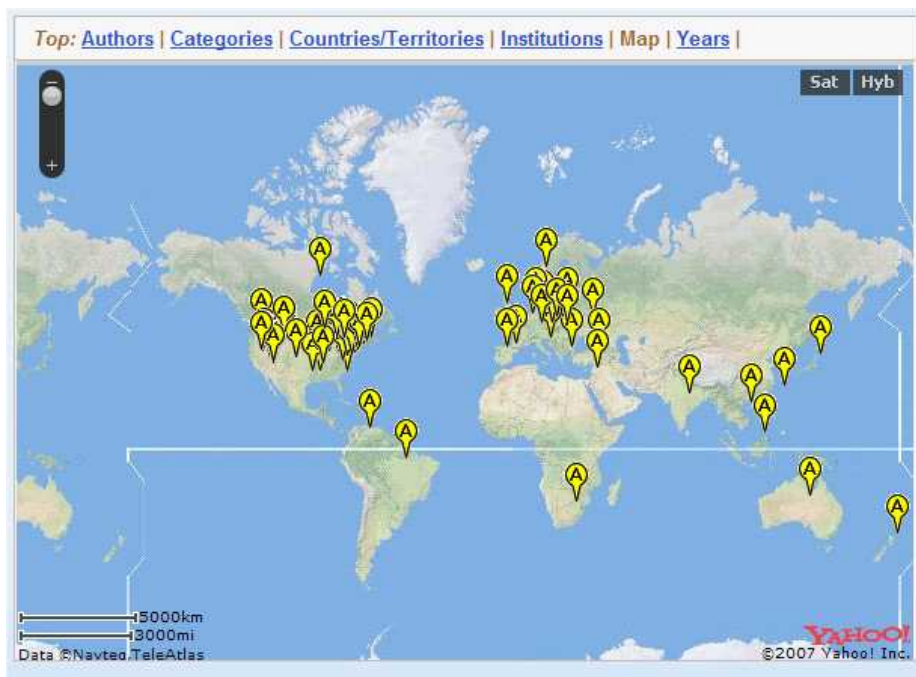 Top: Authors | Categories | Countries/Territories | Institutions | Map | Years |
Sat Hyb
5000km
3000mi
Data ©Navteq,TeleAtlas
YAHOO!
©2007 Yahoo! Inc.